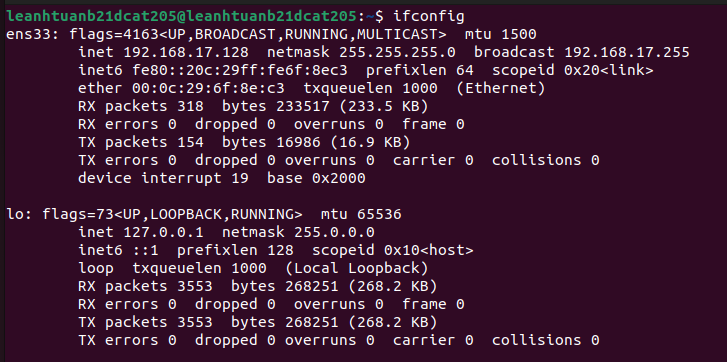 leanhtuanb21dcat205@leanhtuanb21dcat205:~$ ifconfig
ens33: flags=4163<UP,BROADCAST,RUNNING,MULTICAST>  mtu 1500
        inet 192.168.17.128  netmask 255.255.255.0  broadcast 192.168.17.255
        inet6 fe80::20c:29ff:fe6f:8ec3  prefixlen 64  scopeid 0x20<link>
        ether 00:0c:29:6f:8e:c3  txqueuelen 1000  (Ethernet)
        RX packets 318  bytes 233517 (233.5 KB)
        RX errors 0  dropped 0  overruns 0  frame 0
        TX packets 154  bytes 16986 (16.9 KB)
        TX errors 0  dropped 0 overruns 0  carrier 0  collisions 0
        device interrupt 19  base 0x2000

lo: flags=73<UP,LOOPBACK,RUNNING>  mtu 65536
        inet 127.0.0.1  netmask 255.0.0.0
        inet6 ::1  prefixlen 128  scopeid 0x10<host>
        loop  txqueuelen 1000  (Local Loopback)
        RX packets 3553  bytes 268251 (268.2 KB)
        RX errors 0  dropped 0  overruns 0  frame 0
        TX packets 3553  bytes 268251 (268.2 KB)
        TX errors 0  dropped 0 overruns 0  carrier 0  collisions 0